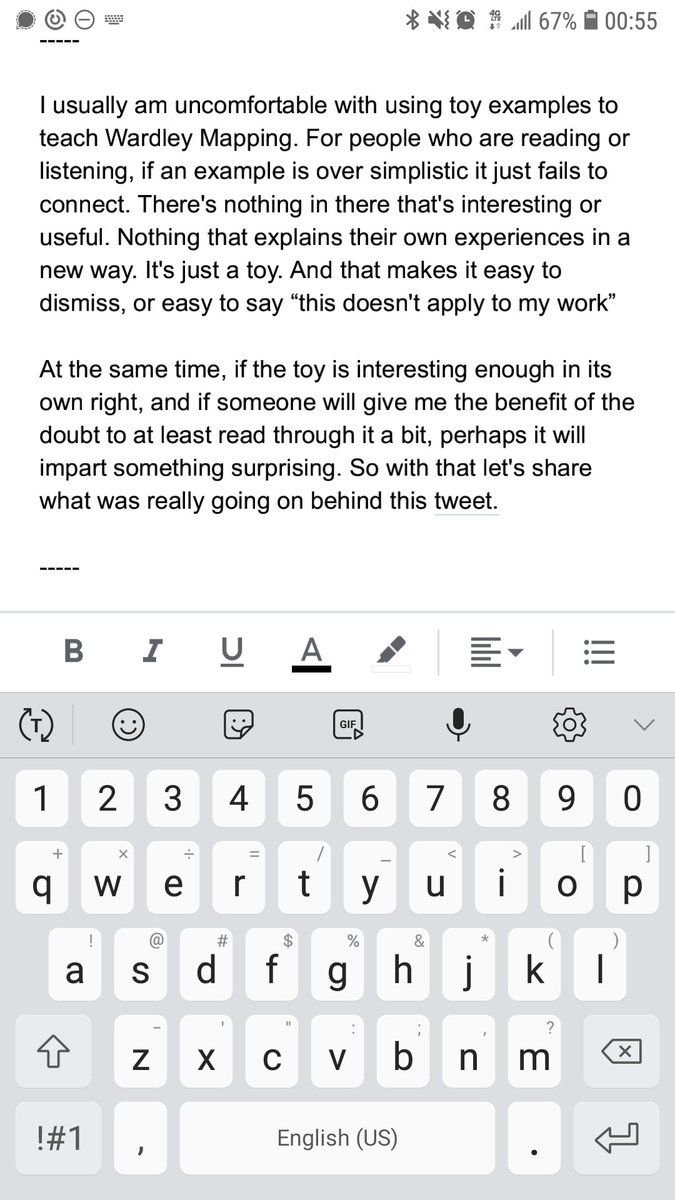 4G 67% 00:55
-----
I usually am uncomfortable with using toy examples to
teach Wardley Mapping. For people who are reading or
listening, if an example is over simplistic it just fails to
connect. There's nothing in there that's interesting or
useful. Nothing that explains their own experiences in a
new way. It's just a toy. And that makes it easy to
dismiss, or easy to say “this doesn't apply to my work”
At the same time, if the toy is interesting enough in its
own right, and if someone will give me the benefit of the
doubt to at least read through it a bit, perhaps it will
impart something surprising. So with that let's share
what was really going on behind this tweet.
-----
B I U A
T GIF
1 2 3 4 5 6 7 8 9 0
+ × ÷ = / _ < > [ ]
q w e r t y u i o p
! @ # $ % & * ( )
a s d f g h j k l
- ' " : ; , ?
z x c v b n m
!#1 , English (US) .